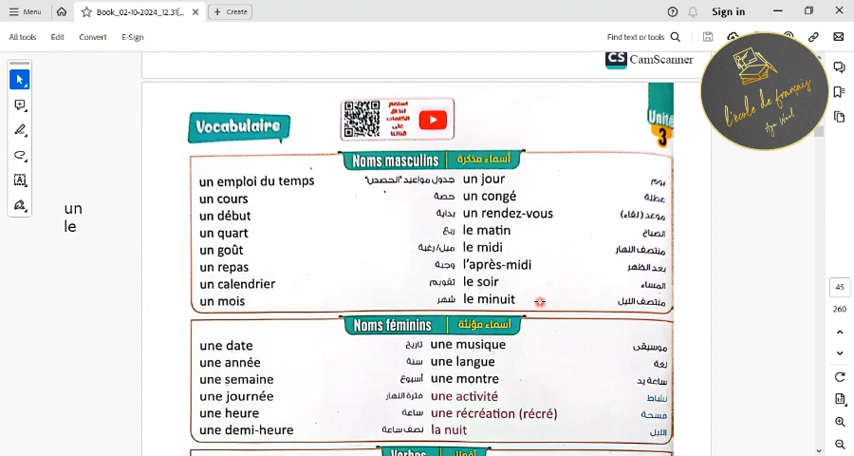 Menu
Book_02-10-2024_12.31[...
Create
Sign in
All tools
Edit
Convert
E-Sign
Find text or tools
CS CamScanner
l'école de français
Vocabulaire
Unité
3
Noms masculins أسماء مذكرة
un emploi du temps جدول مواعيد "الحصص" un jour يوم
un cours حصة un congé عطلة
un début بداية un rendez-vous موعد (لقاء)
un quart ربع le matin الصباح
un goût ميل/رغبة le midi منتصف النهار
un repas وجبة l'après-midi بعد الظهر
un calendrier تقويم le soir المساء
un mois شهر le minuit منتصف الليل
un
le
Noms féminins أسماء مؤنثة
une date تاريخ une musique موسيقى
une année سنة une langue لغة
une semaine أسبوع une montre ساعة يد
une journée فترة النهار une activité نشاط
une heure ساعة une récréation (récré) فسحة
une demi-heure نصف ساعة la nuit الليل
Verbes أفعال
45
260